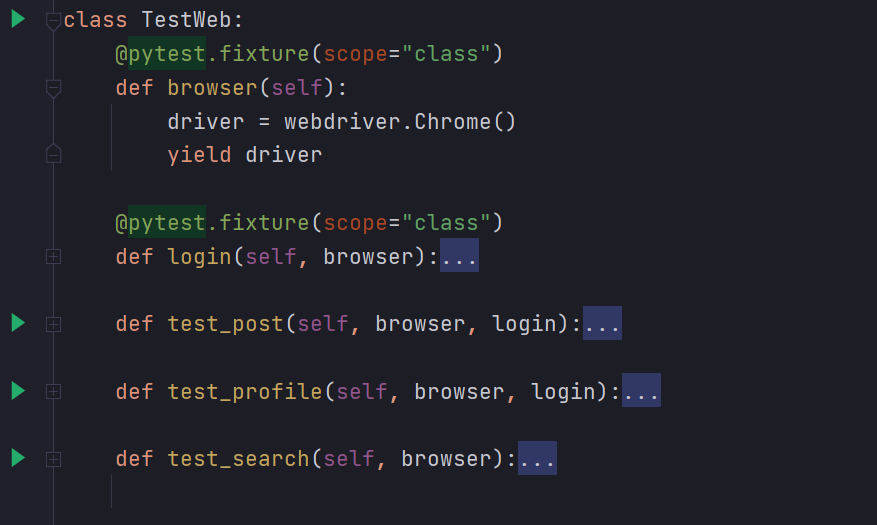 class TestWeb:
@pytest.fixture(scope="class")
def browser(self):
driver = webdriver.Chrome()
yield driver
@pytest.fixture(scope="class")
def login(self, browser):...
def test_post(self, browser, login):...
def test_profile(self, browser, login):...
def test_search(self, browser):...